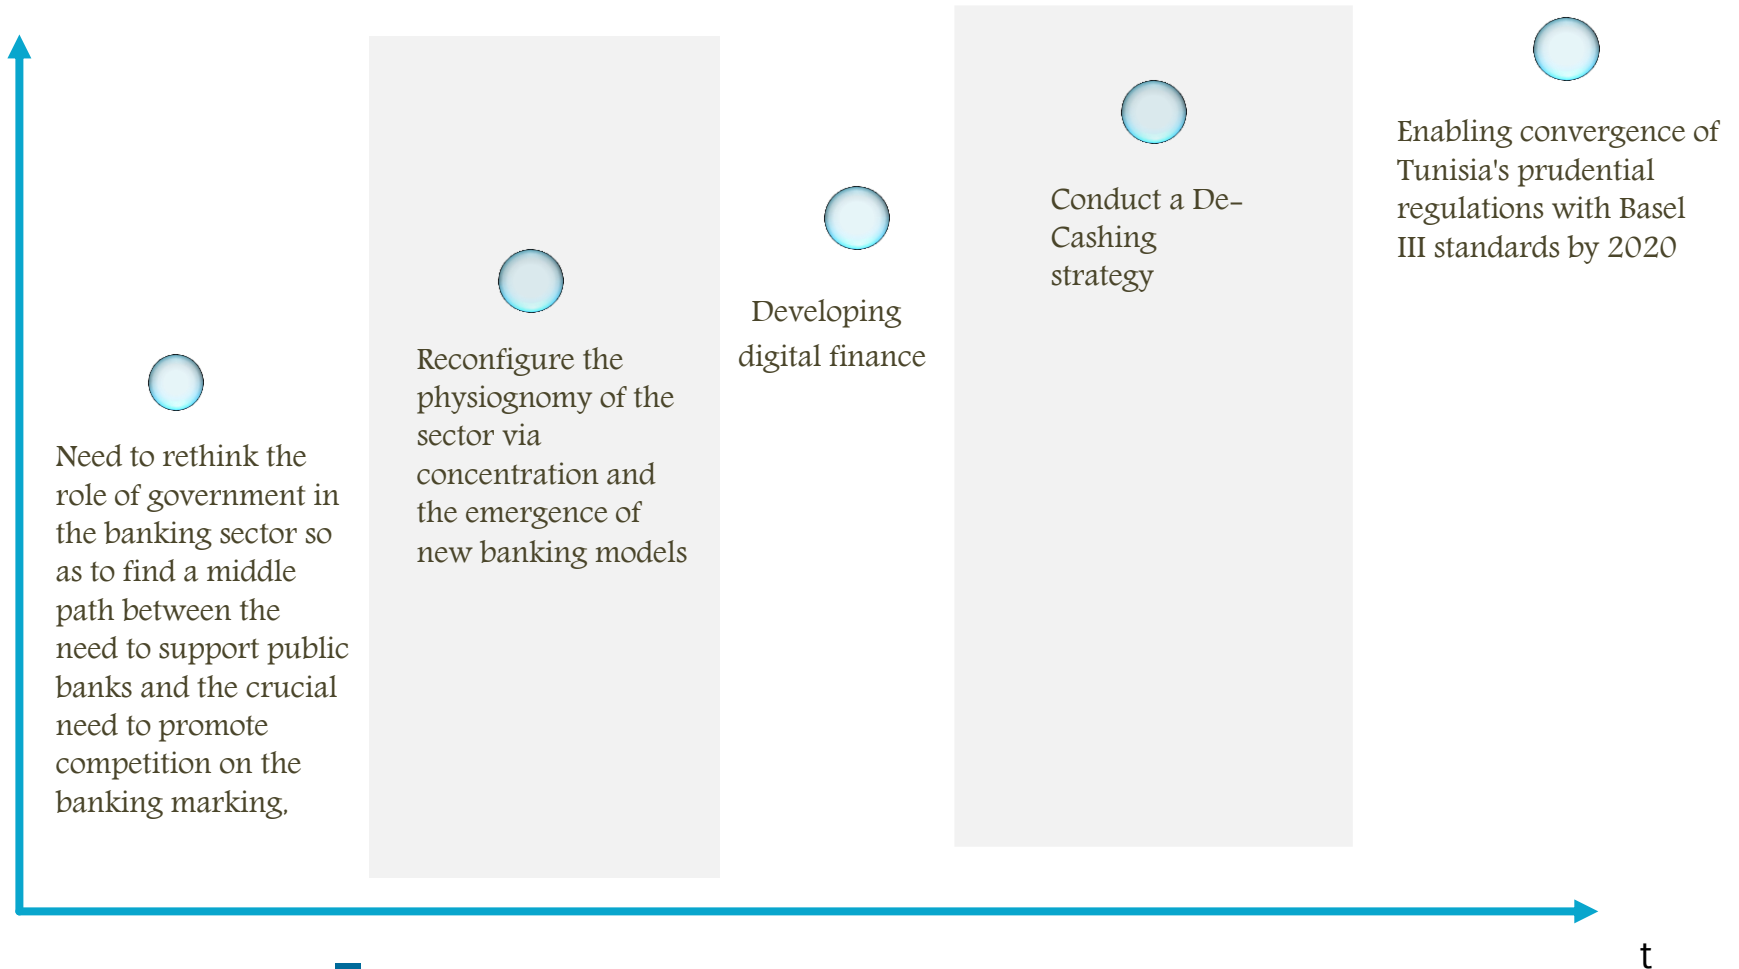 Need to rethink the
role of government in
the banking sector so
as to find a middle
path between the
need to support public
banks and the crucial
need to promote
competition on the
banking marking,
Reconfigure the
physiognomy of the
sector via
concentration and
the emergence of
new banking models
Developing
digital finance
Conduct a De-
Cashing
strategy
Enabling convergence of
Tunisia's prudential
regulations with Basel
III standards by 2020
t